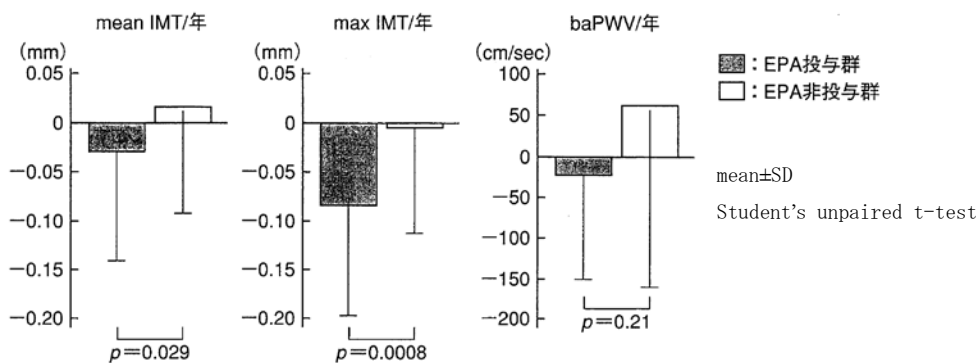 mean IMT/年
(mm)
0.05
0
−0.05
−0.10
−0.15
−0.20
p＝0.029
max IMT/年
(mm)
0.05
0
−0.05
−0.10
−0.15
−0.20
p＝0.0008
baPWV/年
(cm/sec)
100
50
0
−50
−100
−150
−200
p＝0.21
：EPA投与群
：EPA非投与群
mean±SD
Student's unpaired t-test